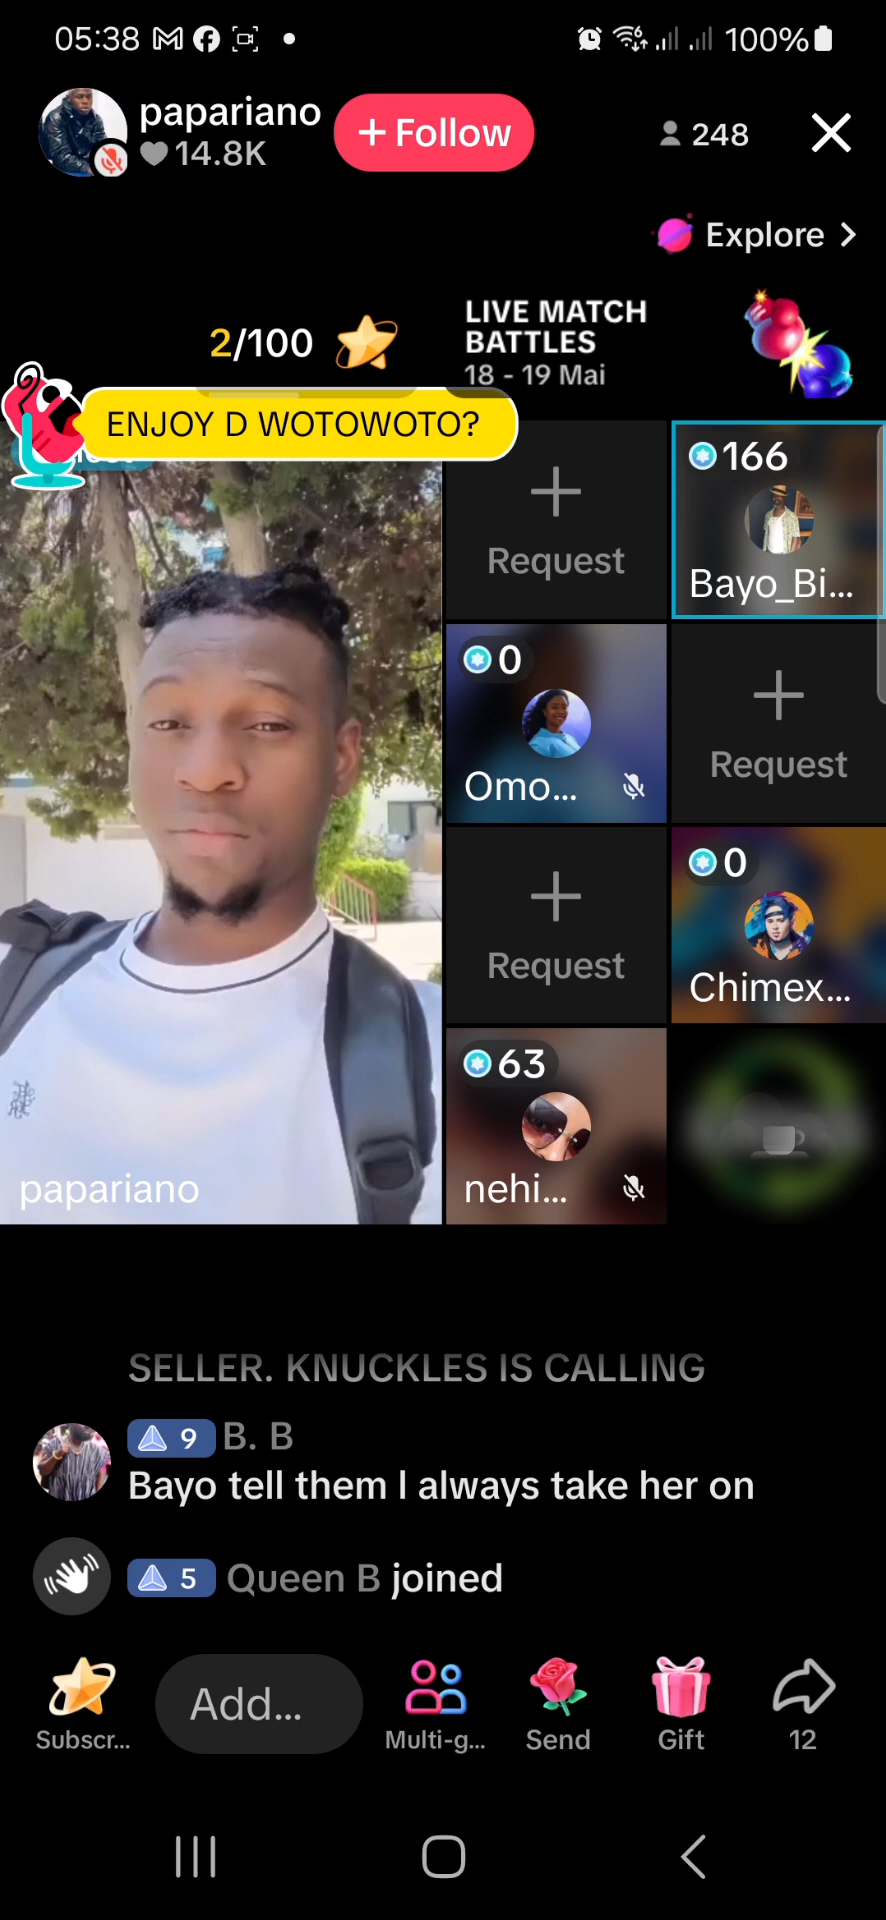 05:38
100%
papariano
+ Follow
14.8K
248
Explore >
2/100
LIVE MATCH
BATTLES
18 - 19 Mai
ENJOY D WOTOWOTO?
Request
166
Bayo_Bi...
0
Omo...
Request
Request
0
Chimex...
63
nehi...
papariano
SELLER. KNUCKLES IS CALLING
9 B. B
Bayo tell them I always take her on
5 Queen B joined
Subscr...
Add...
Multi-g...
Send
Gift
12